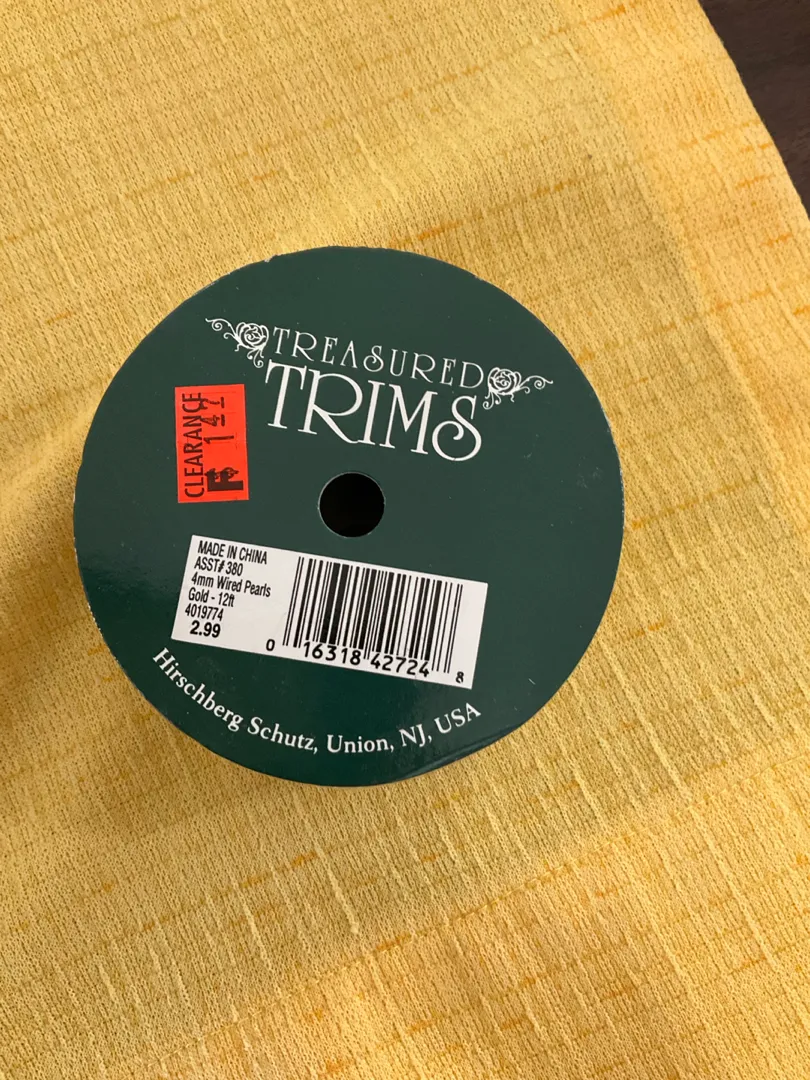 TREASURED
TRIMS
CLEARANCE
F 147
MADE IN CHINA
ASST# 380
4mm Wired Pearls
Gold - 12ft
4019774
2.99
0 16318 42724 8
Hirschberg Schutz, Union, NJ, USA